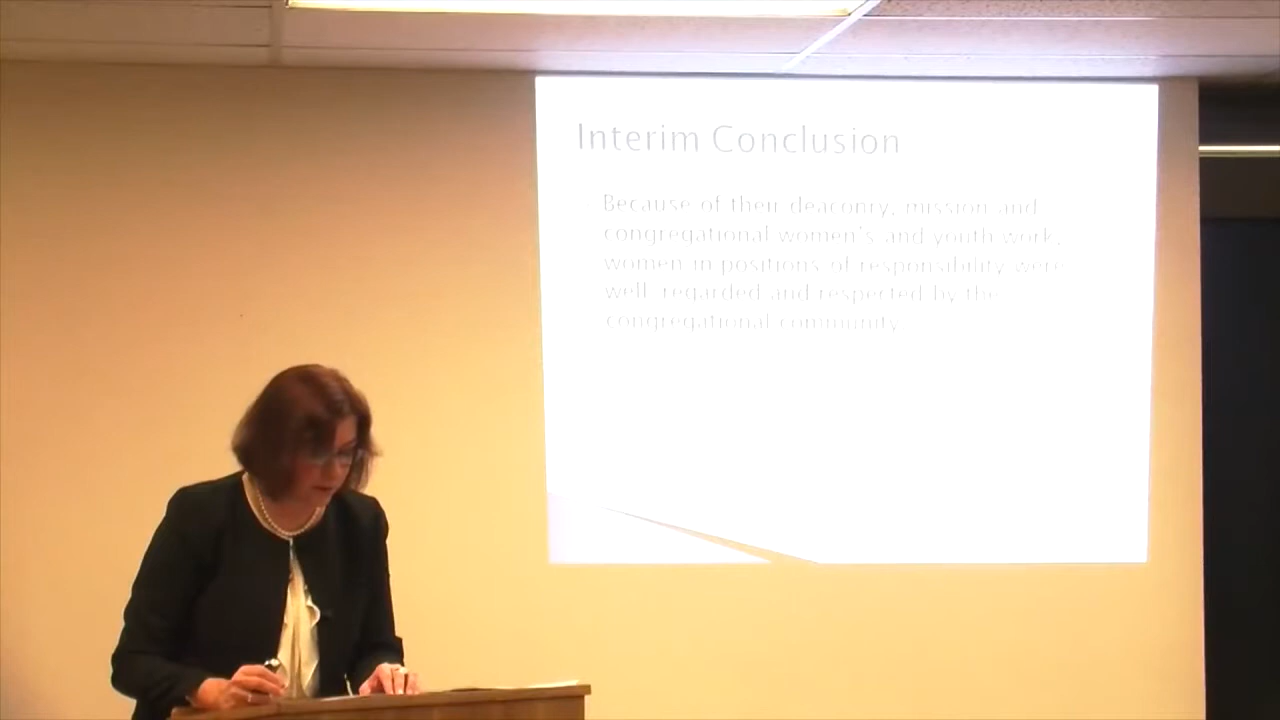 Interim Conclusion
Because of their deaconry, mission and
congregational women's and youth work,
women in positions of responsibility were
well-regarded and respected by the
congregational community.